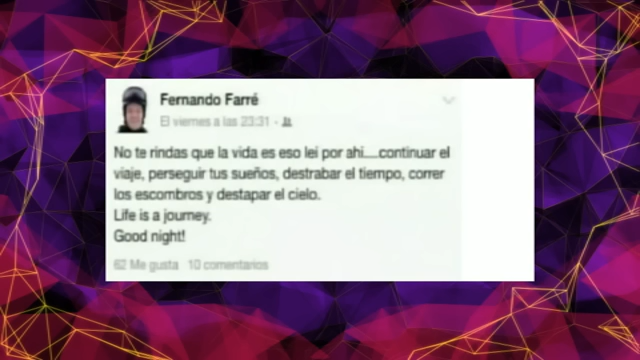 Fernando Farré
El viernes a las 23:31 ·
No te rindas que la vida es eso lei por ahi....continuar el
viaje, perseguir tus sueños, destrabar el tiempo, correr
los escombros y destapar el cielo.
Life is a journey.
Good night!
62 Me gusta 10 comentarios